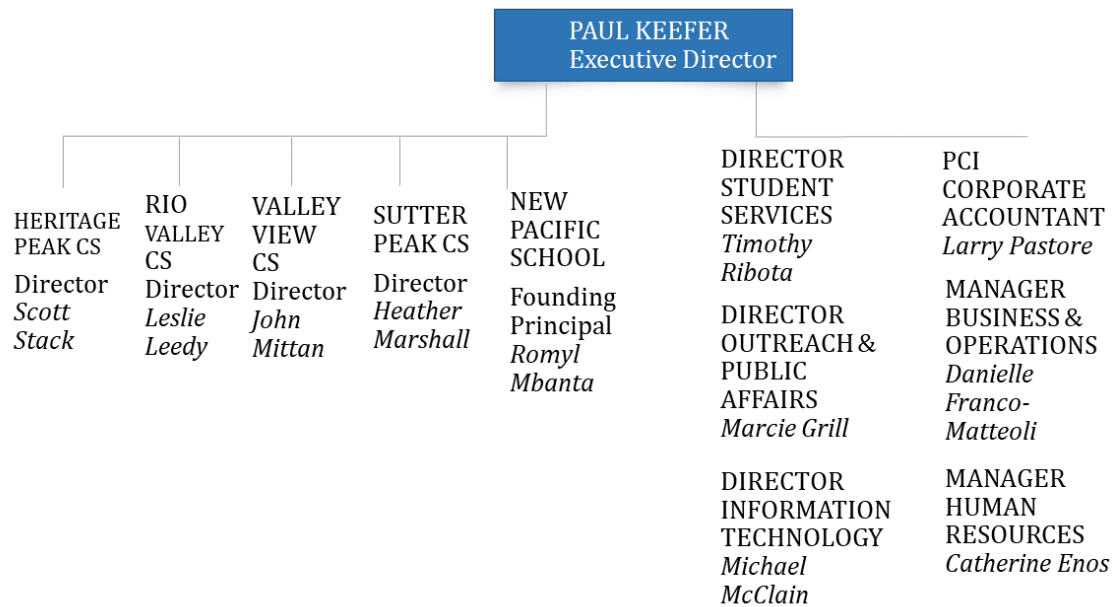 PAUL KEEFER
Executive Director
HERITAGE
PEAK CS
Director
Scott
Stack
RIO
VALLEY
CS
Director
Leslie
Leedy
VALLEY
VIEW
CS
Director
John
Mittan
SUTTER
PEAK CS
Director
Heather
Marshall
NEW
PACIFIC
SCHOOL
Founding
Principal
Romyl
Mbanta
DIRECTOR
STUDENT
SERVICES
Timothy
Ribota
DIRECTOR
OUTREACH &
PUBLIC
AFFAIRS
Marcie Grill
DIRECTOR
INFORMATION
TECHNOLOGY
Michael
McClain
PCI
CORPORATE
ACCOUNTANT
Larry Pastore
MANAGER
BUSINESS &
OPERATIONS
Danielle
Franco-
Matteoli
MANAGER
HUMAN
RESOURCES
Catherine Enos